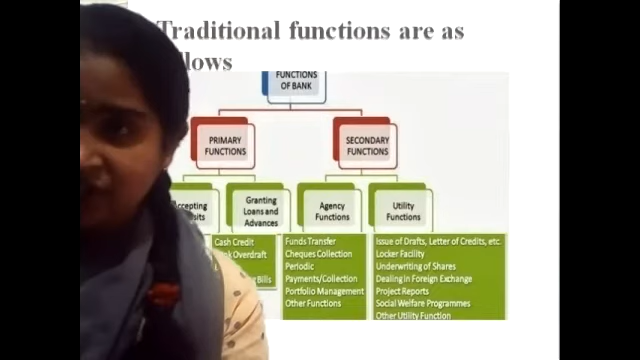 Traditional functions are as
FUNCTIONS
OF BANK
PRIMARY
FUNCTIONS
SECONDARY
FUNCTIONS
Granting
Loans and
Advances
Agency
Functions
Utility
Functions
Cash Credit
Overdraft
Bills
Funds Transfer
Cheques Collection
Periodic
Payments/Collection
Portfolio Management
Other Functions
Issue of Drafts, Letter of Credits, etc.
Locker Facility
Underwriting of Shares
Dealing in Foreign Exchange
Project Reports
Social Welfare Programmes
Other Utility Function